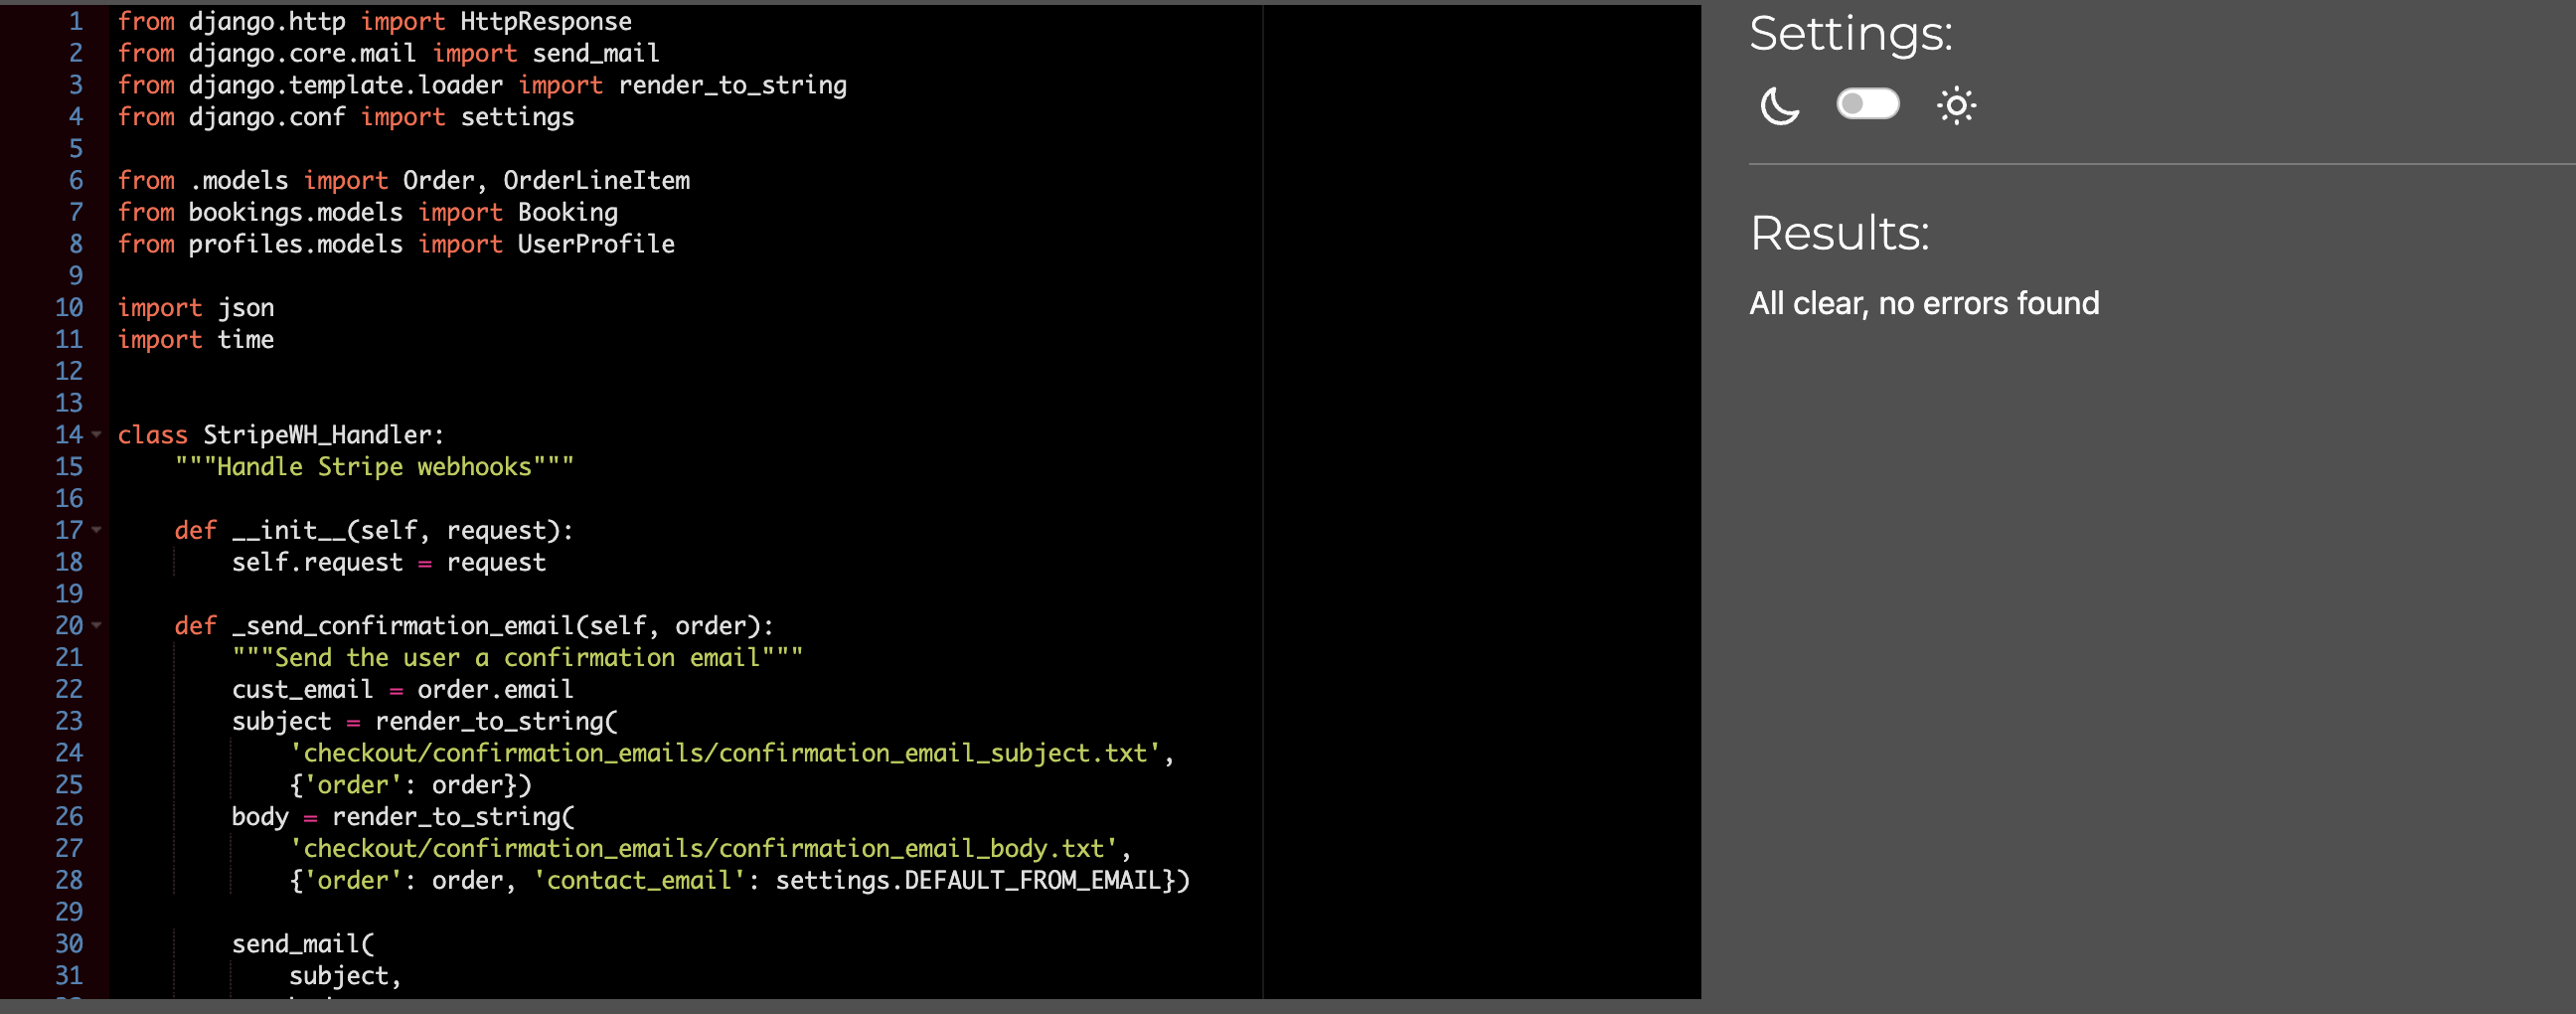 1 from django.http import HttpResponse
2 from django.core.mail import send_mail
3 from django.template.loader import render_to_string
4 from django.conf import settings
5
6 from .models import Order, OrderLineItem
7 from bookings.models import Booking
8 from profiles.models import UserProfile
9
10 import json
11 import time
12
13
14 class StripeWH_Handler:
15     """Handle Stripe webhooks"""
16
17     def __init__(self, request):
18         self.request = request
19
20     def _send_confirmation_email(self, order):
21         """Send the user a confirmation email"""
22         cust_email = order.email
23         subject = render_to_string(
24             'checkout/confirmation_emails/confirmation_email_subject.txt',
25             {'order': order})
26         body = render_to_string(
27             'checkout/confirmation_emails/confirmation_email_body.txt',
28             {'order': order, 'contact_email': settings.DEFAULT_FROM_EMAIL})
29
30         send_mail(
31             subject,
Settings:
Results:
All clear, no errors found